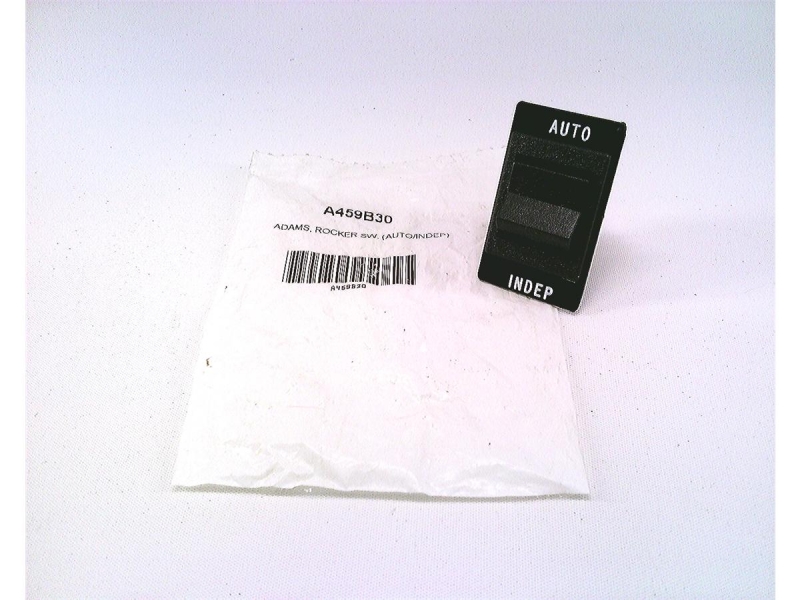 A459B30
ADAMS, ROCKER SW. (AUTO/INDEP)
A459B30
AUTO
INDEP